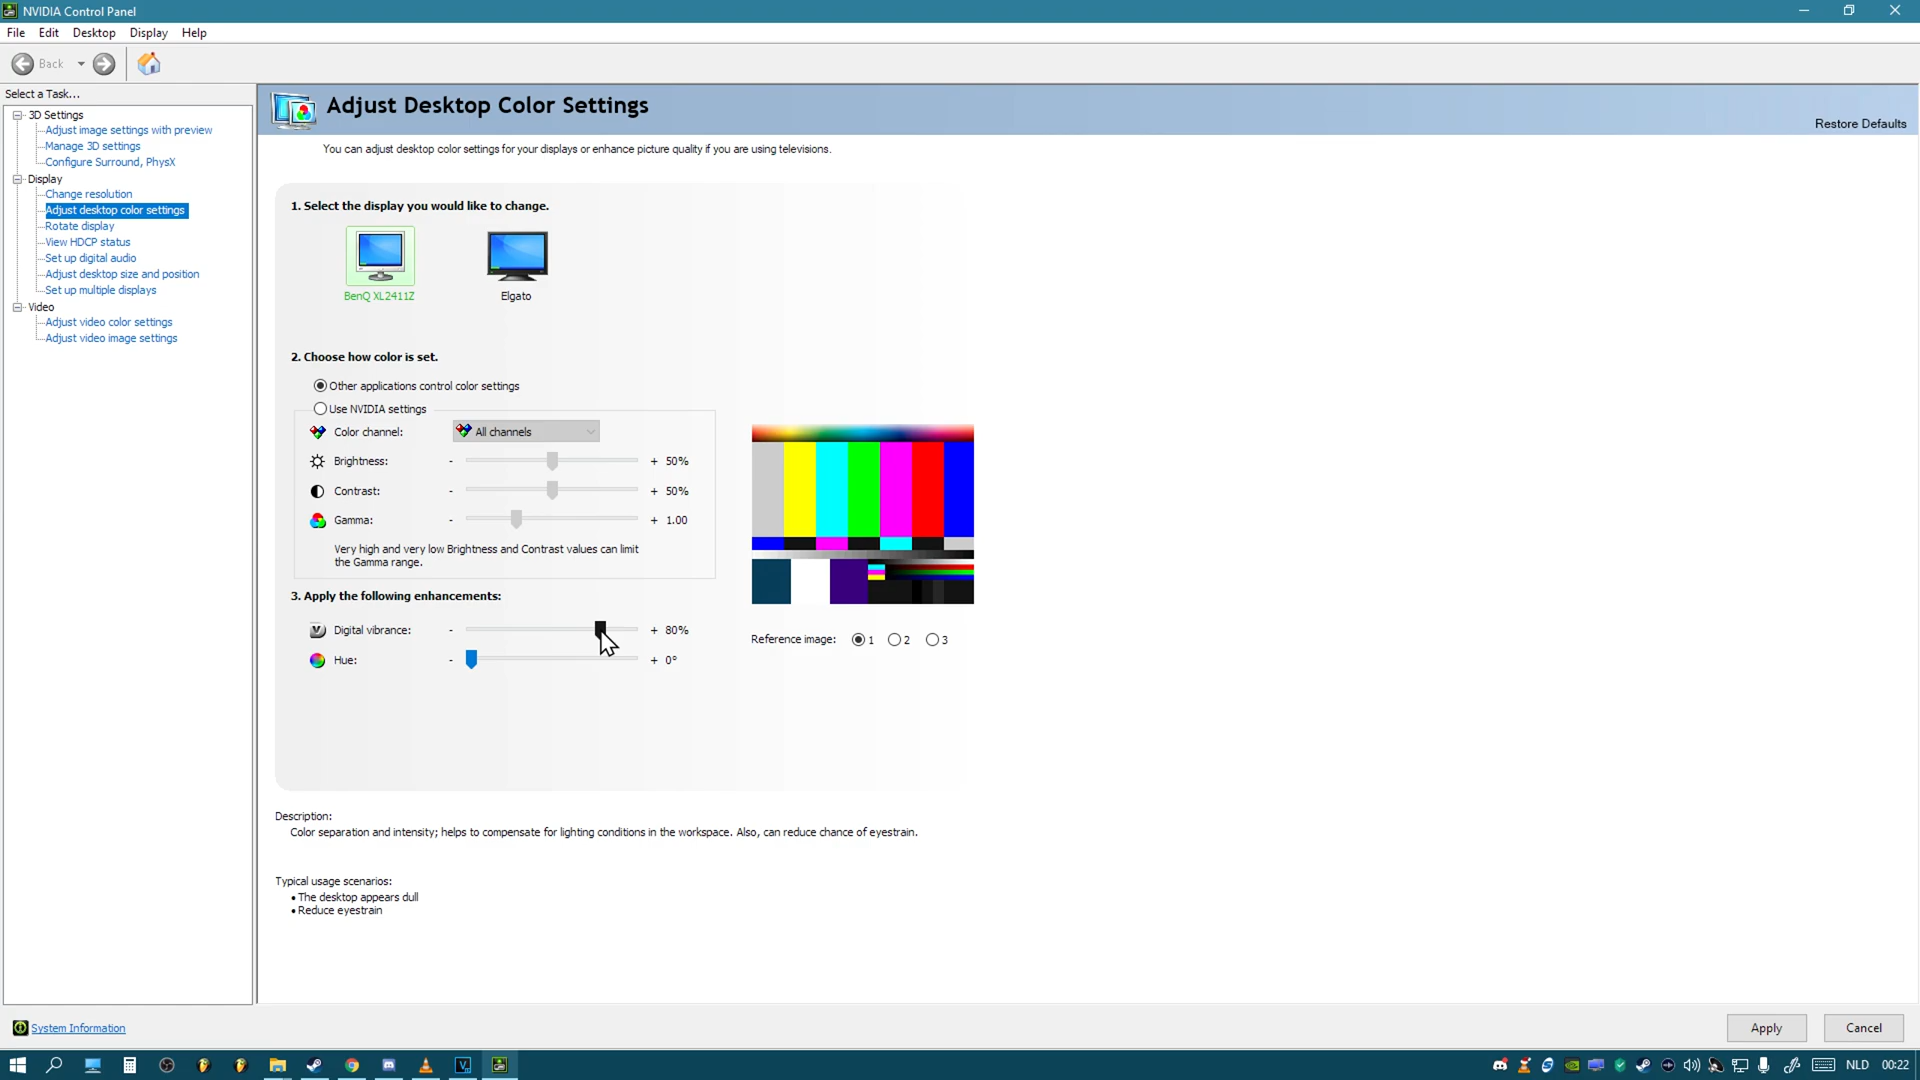 NVIDIA Control Panel
File Edit Desktop Display Help
Back
Select a Task...
3D Settings
Adjust image settings with preview
Manage 3D settings
Configure Surround, PhysX
Display
Change resolution
Adjust desktop color settings
Rotate display
View HDCP status
Set up digital audio
Adjust desktop size and position
Set up multiple displays
Video
Adjust video color settings
Adjust video image settings
System Information
Adjust Desktop Color Settings
Restore Defaults
You can adjust desktop color settings for your displays or enhance picture quality if you are using televisions.
1. Select the display you would like to change.
BenQ XL2411Z Elgato
2. Choose how color is set.
Other applications control color settings
Use NVIDIA settings
Color channel: All channels
Brightness: - + 50%
Contrast: - + 50%
Gamma: - + 1.00
Very high and very low Brightness and Contrast values can limit
the Gamma range.
3. Apply the following enhancements:
Digital vibrance: - + 80%
Hue: - + 0°
Reference image: 1 2 3
Description:
Color separation and intensity; helps to compensate for lighting conditions in the workspace. Also, can reduce chance of eyestrain.
Typical usage scenarios:
• The desktop appears dull
• Reduce eyestrain
Apply Cancel
NLD 00:22